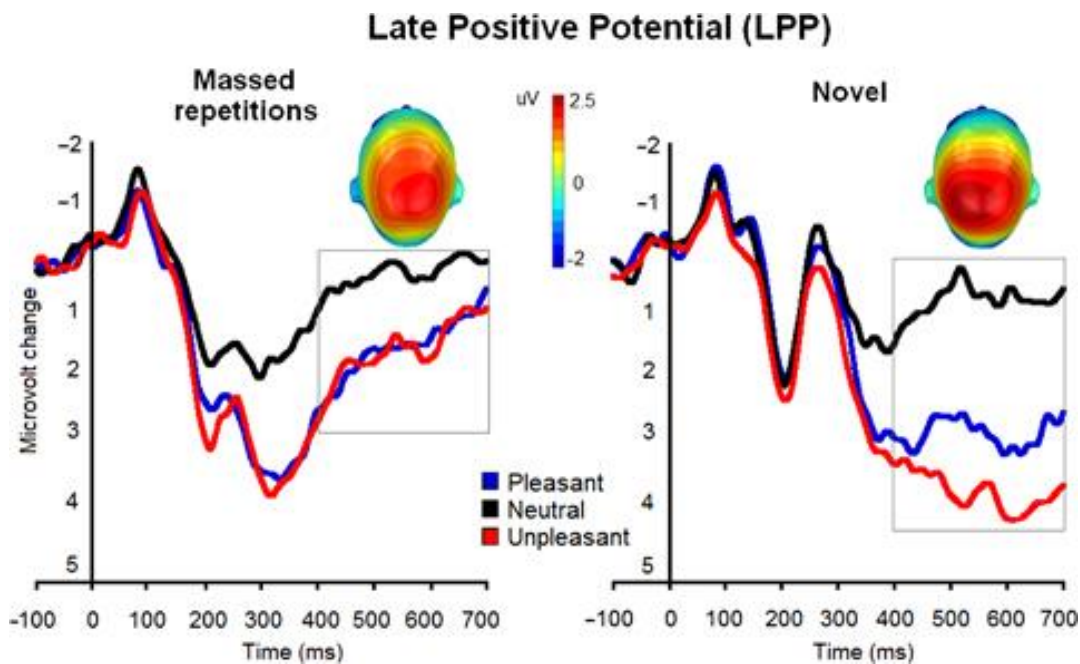 Late Positive Potential (LPP)
Massed
repetitions
uV
2.5
0
-2
Novel
Microvolt change
–2
–1
1
2
3
4
5
–100 0 100 200 300 400 500 600 700
Time (ms)
Pleasant
Neutral
Unpleasant
–2
–1
1
2
3
4
5
–100 0 100 200 300 400 500 600 700
Time (ms)